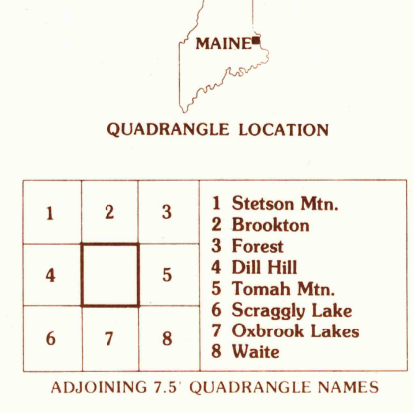 MAINE
QUADRANGLE LOCATION
1 2 3
4 5
6 7 8
1 Stetson Mtn.
2 Brookton
3 Forest
4 Dill Hill
5 Tomah Mtn.
6 Scraggly Lake
7 Oxbrook Lakes
8 Waite
ADJOINING 7.5' QUADRANGLE NAMES